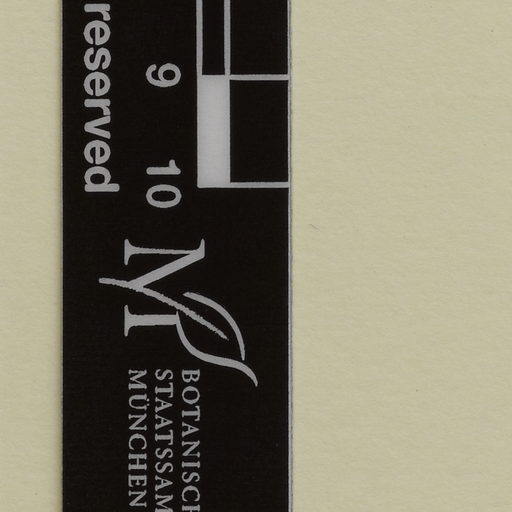 reserved
9 10
BOTANISCH
STAATSSAM
MÜNCHEN